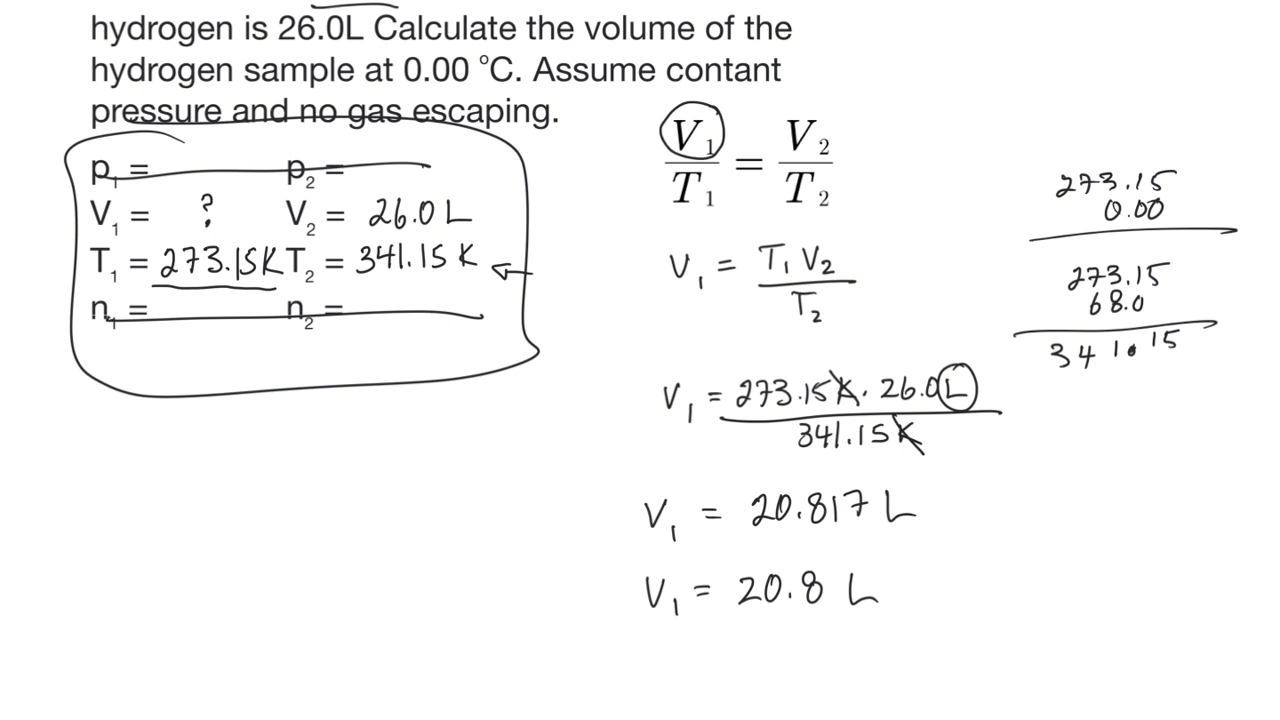 hydrogen is 26.0L Calculate the volume of the
hydrogen sample at 0.00 °C. Assume contant
pressure and no gas escaping.
p₁ = p₂ =
V₁ = ? V₂ = 26.0 L
T₁ = 273.15K T₂ = 341.15 K
n₁ = n₂ =
V₁/T₁ = V₂/T₂
V₁ = T₁ V₂/T₂
V₁ = 273.15K · 26.0L/341.15K
V₁ = 20.817 L
V₁ = 20.8 L
273.15
0.00
273.15
68.0
341.15